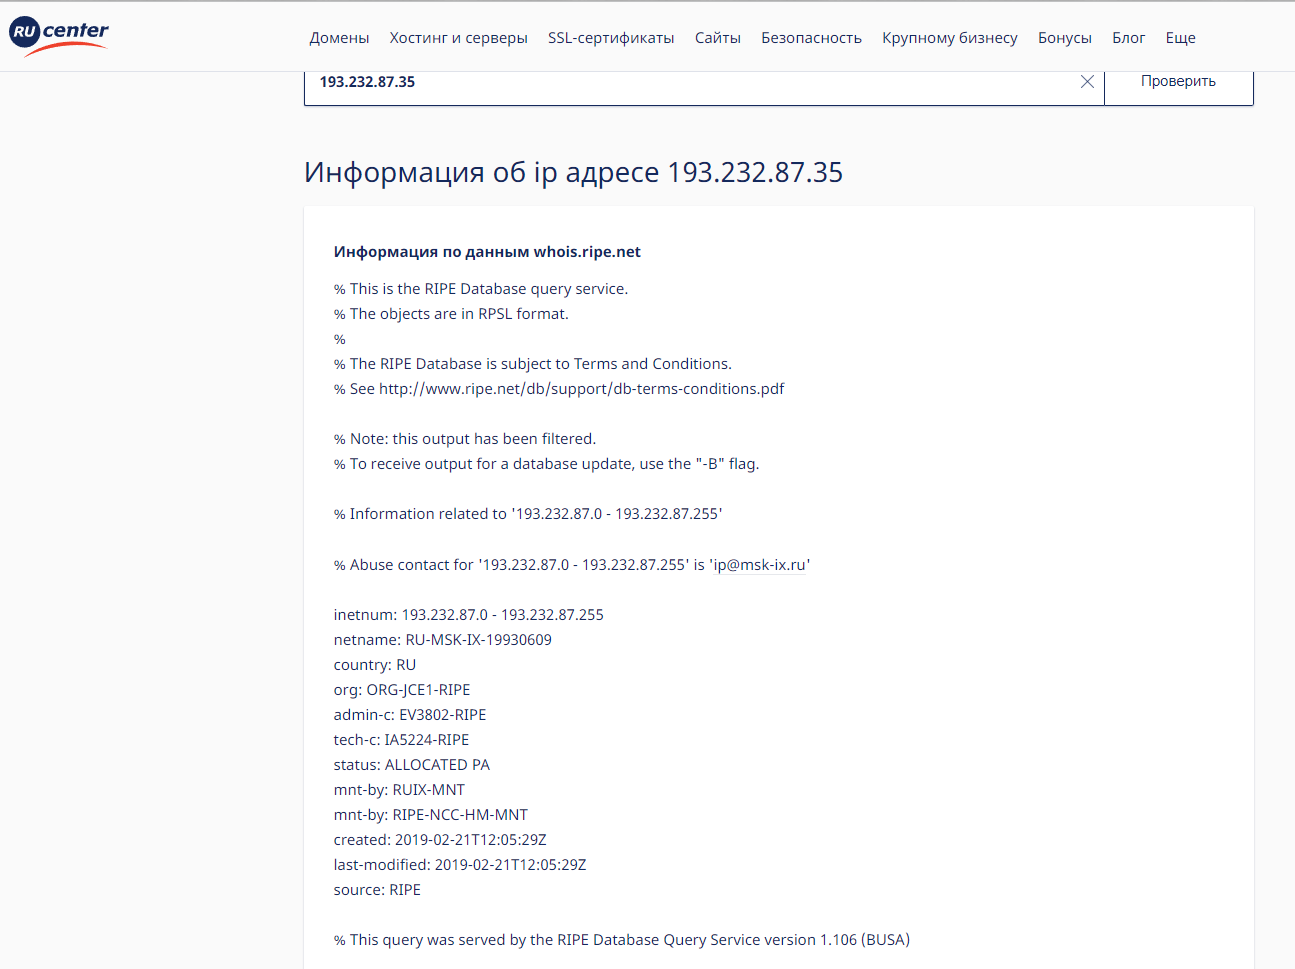 RU center
Домены Хостинг и серверы SSL-сертификаты Сайты Безопасность Крупному бизнесу Бонусы Блог Еще
193.232.87.35 Проверить
Информация об ip адресе 193.232.87.35
Информация по данным whois.ripe.net
% This is the RIPE Database query service.
% The objects are in RPSL format.
%
% The RIPE Database is subject to Terms and Conditions.
% See http://www.ripe.net/db/support/db-terms-conditions.pdf
% Note: this output has been filtered.
% To receive output for a database update, use the "-B" flag.
% Information related to '193.232.87.0 - 193.232.87.255'
% Abuse contact for '193.232.87.0 - 193.232.87.255' is 'ip@msk-ix.ru'
inetnum: 193.232.87.0 - 193.232.87.255
netname: RU-MSK-IX-19930609
country: RU
org: ORG-JCE1-RIPE
admin-c: EV3802-RIPE
tech-c: IA5224-RIPE
status: ALLOCATED PA
mnt-by: RUIX-MNT
mnt-by: RIPE-NCC-HM-MNT
created: 2019-02-21T12:05:29Z
last-modified: 2019-02-21T12:05:29Z
source: RIPE
% This query was served by the RIPE Database Query Service version 1.106 (BUSA)